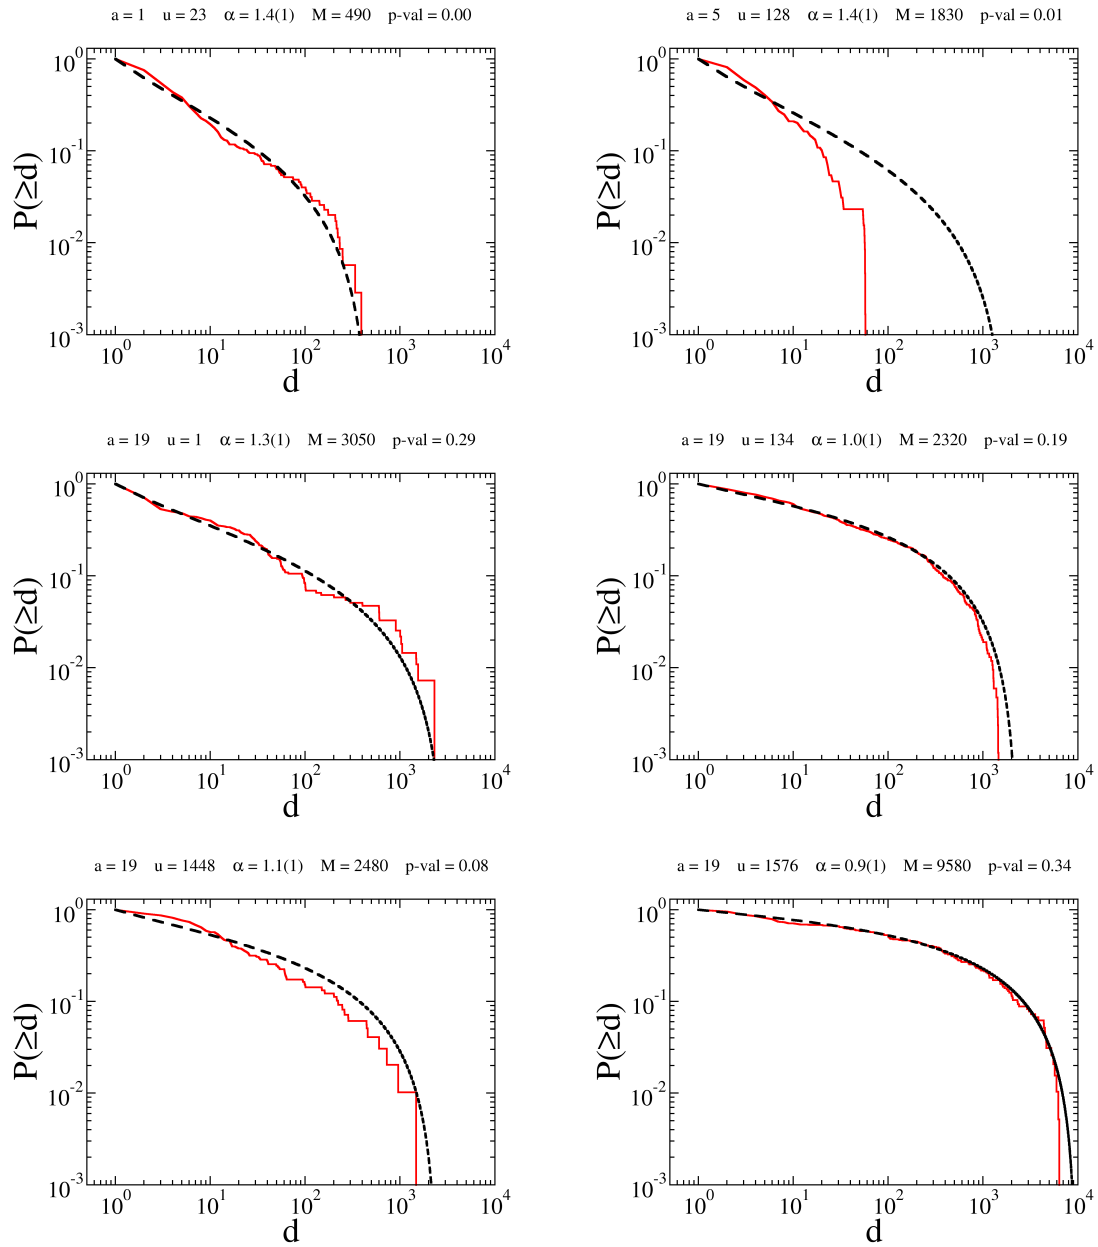 a = 1 u = 23 α = 1.4(1) M = 490 p-val = 0.00
10^0
10^-1
10^-2
10^-3
P(≥d)
10^0 10^1 10^2 10^3 10^4
d
a = 5 u = 128 α = 1.4(1) M = 1830 p-val = 0.01
10^0
10^-1
10^-2
10^-3
P(≥d)
10^0 10^1 10^2 10^3 10^4
d
a = 19 u = 1 α = 1.3(1) M = 3050 p-val = 0.29
10^0
10^-1
10^-2
10^-3
P(≥d)
10^0 10^1 10^2 10^3 10^4
d
a = 19 u = 134 α = 1.0(1) M = 2320 p-val = 0.19
10^0
10^-1
10^-2
10^-3
P(≥d)
10^0 10^1 10^2 10^3 10^4
d
a = 19 u = 1448 α = 1.1(1) M = 2480 p-val = 0.08
10^0
10^-1
10^-2
10^-3
P(≥d)
10^0 10^1 10^2 10^3 10^4
d
a = 19 u = 1576 α = 0.9(1) M = 9580 p-val = 0.34
10^0
10^-1
10^-2
10^-3
P(≥d)
10^0 10^1 10^2 10^3 10^4
d